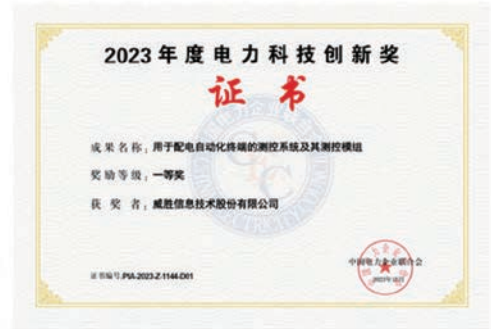 2023年度电力科技创新奖
证书
成果名称：用于配电自动化终端的测控系统及其测控模组
奖励等级：一等奖
获奖者：威胜信息技术股份有限公司
中国电力企业联合会
证书编号：PIA-2023-Z-1144-D01